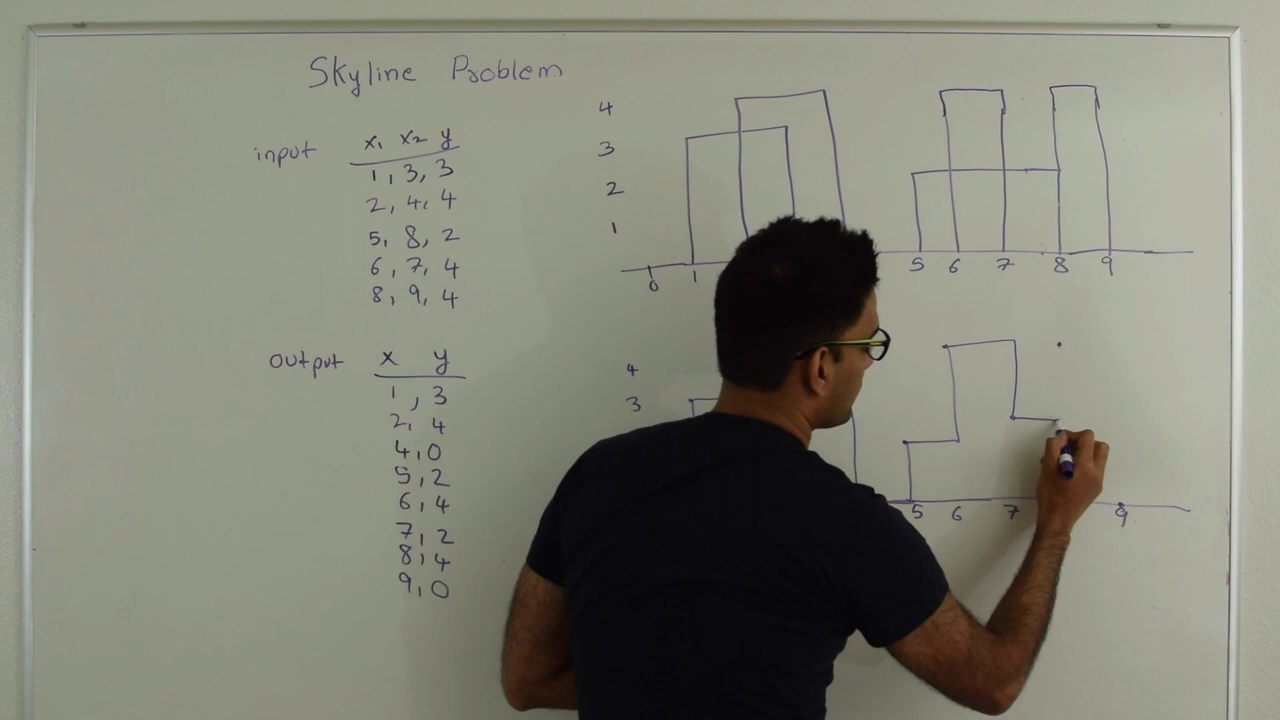 Skyline Problem
input
x₁ x₂ y
1, 3, 3
2, 4, 4
5, 8, 2
6, 7, 4
8, 9, 4
output
x y
1, 3
2, 4
4, 0
5, 2
6, 4
7, 2
8, 4
9, 0
4
3
2
1
0 1 5 6 7 8 9
4
3
5 6 7 9